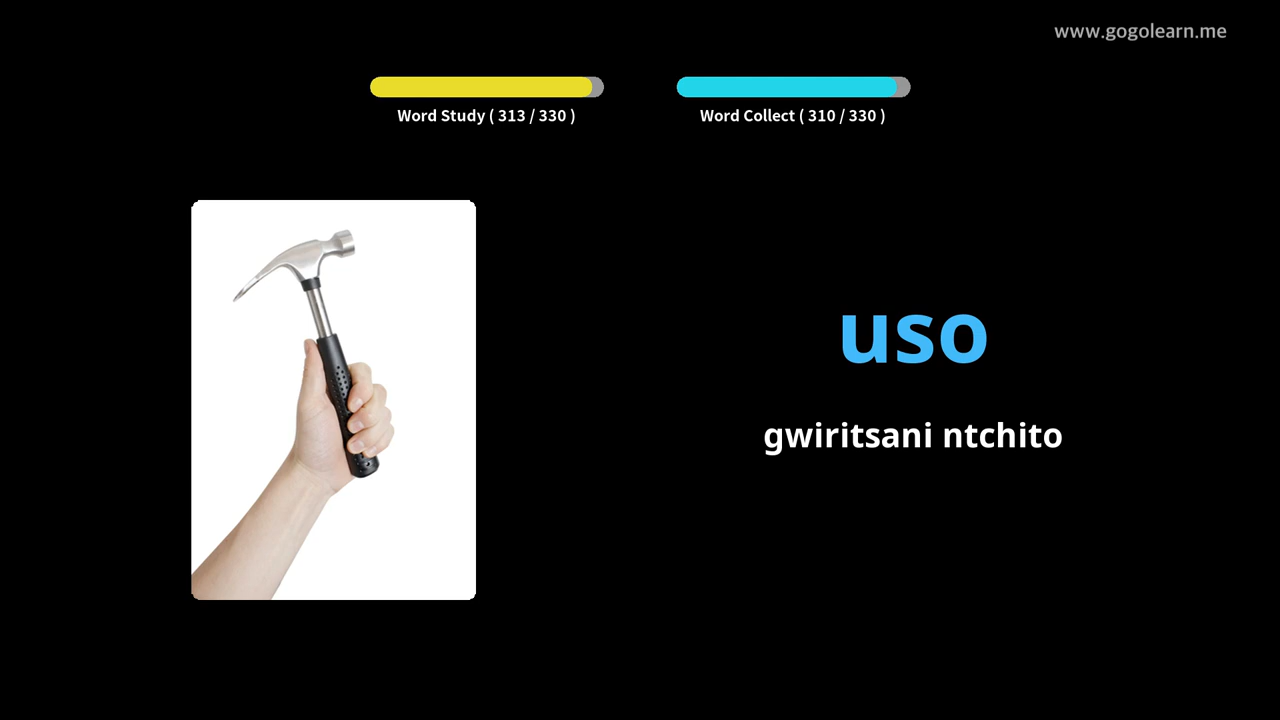 www.gogolearn.me
Word Study ( 313 / 330 )
Word Collect ( 310 / 330 )
uso
gwiritsani ntchito